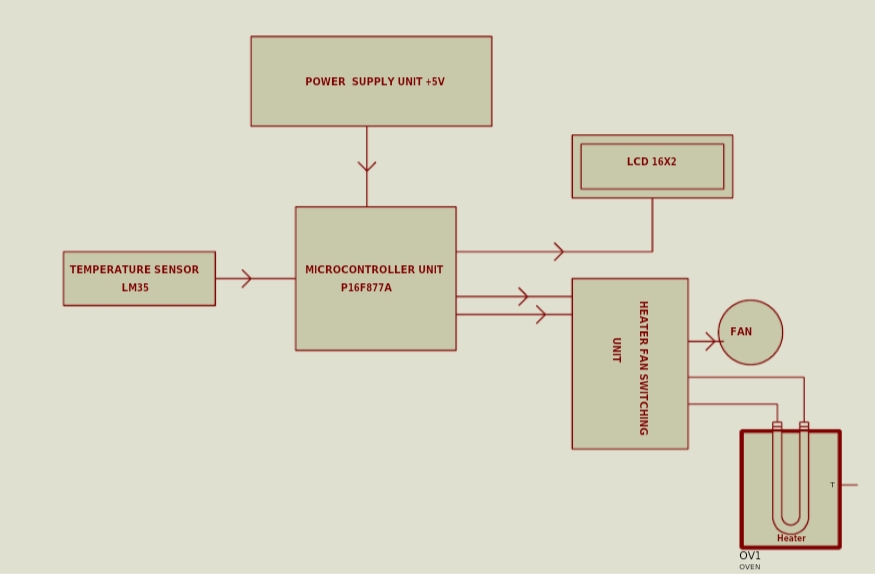 POWER SUPPLY UNIT +5V
LCD 16X2
TEMPERATURE SENSOR
LM35
MICROCONTROLLER UNIT
P16F877A
HEATER FAN SWITCHING
UNIT
FAN
T
Heater
OV1
OVEN